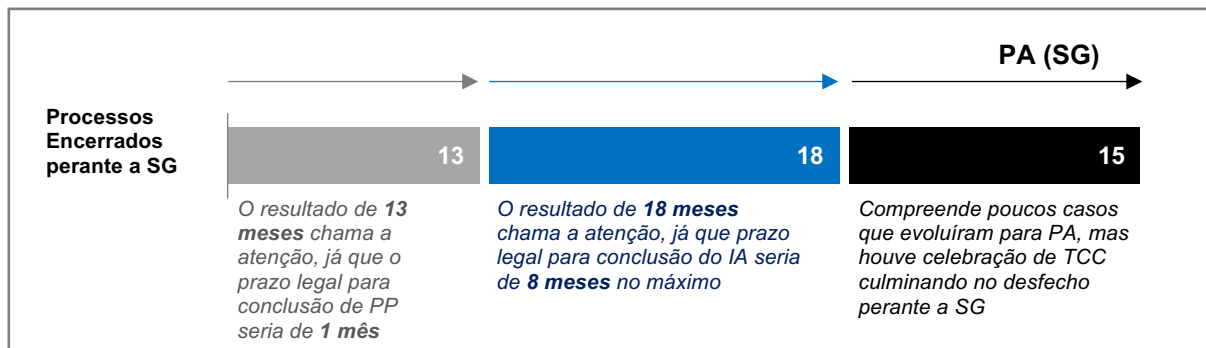 PA (SG)
Processos
Encerrados
perante a SG
13
18
15
O resultado de 13
meses chama a
atenção, já que o
prazo legal para
conclusão de PP
seria de 1 mês
O resultado de 18 meses
chama a atenção, já que prazo
legal para conclusão do IA seria
de 8 meses no máximo
Compreende poucos casos
que evoluíram para PA, mas
houve celebração de TCC
culminando no desfecho
perante a SG